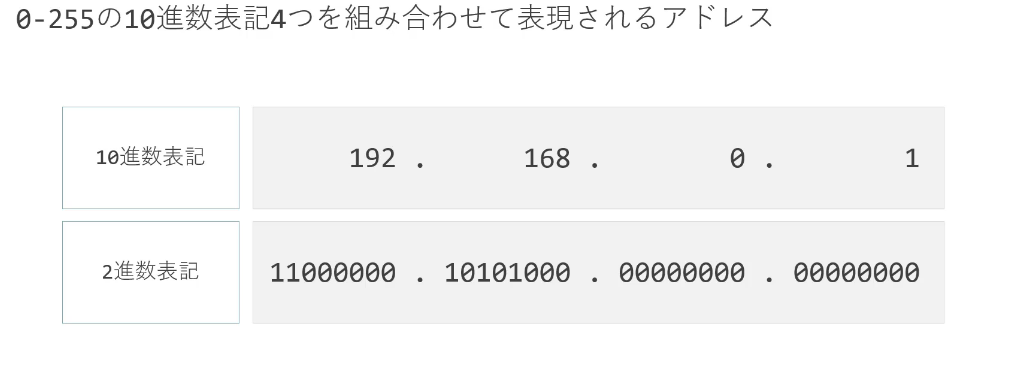 0-255の10進数表記4つを組み合わせて表現されるアドレス
10進数表記 192 . 168 . 0 . 1
2進数表記 11000000 . 10101000 . 00000000 . 00000000